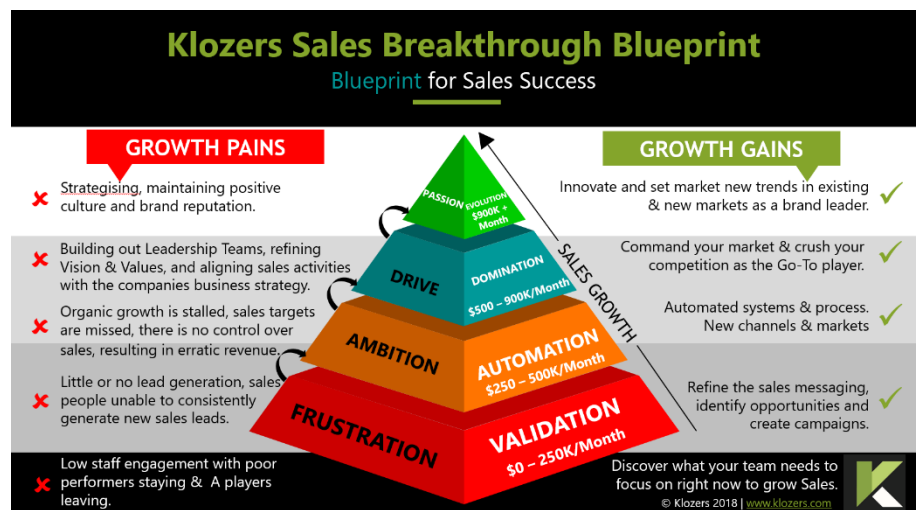 Klozers Sales Breakthrough Blueprint
Blueprint for Sales Success
GROWTH PAINS
Strategising, maintaining positive
culture and brand reputation.
Building out Leadership Teams, refining
Vision & Values, and aligning sales activities
with the companies business strategy.
Organic growth is stalled, sales targets
are missed, there is no control over
sales, resulting in erratic revenue.
Little or no lead generation, sales
people unable to consistently
generate new sales leads.
Low staff engagement with poor
performers staying & A players
leaving.
PASSION
EVOLUTION
$900K +
Month
DRIVE
DOMINATION
$500 – 900K/Month
AMBITION
AUTOMATION
$250 – 500K/Month
FRUSTRATION
VALIDATION
$0 – 250K/Month
SALES GROWTH
GROWTH GAINS
Innovate and set market new trends in existing
& new markets as a brand leader.
Command your market & crush your
competition as the Go-To player.
Automated systems & process.
New channels & markets
Refine the sales messaging,
identify opportunities and
create campaigns.
Discover what your team needs to
focus on right now to grow Sales.
© Klozers 2018 | www.klozers.com